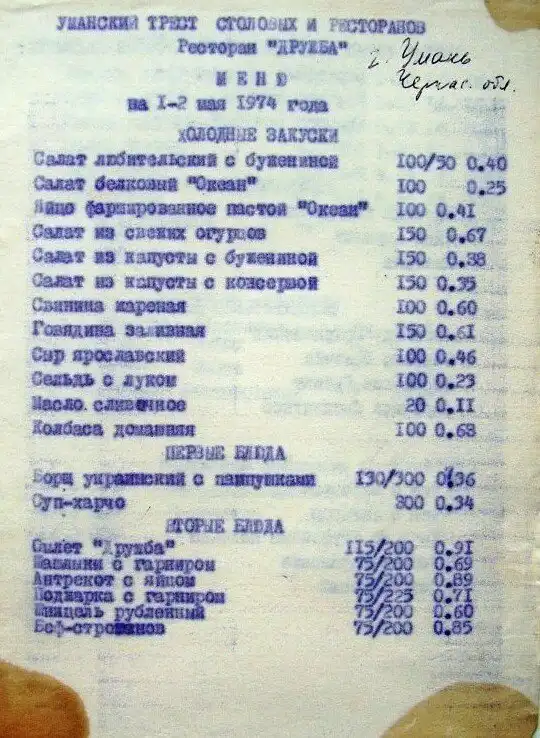 УМАНСКИЙ ТРЕСТ СТОЛОВЫХ И РЕСТОРАНОВ
Ресторан "ДРУЖБА"
г. Умань
Черкас. обл.
МЕНЮ
на I-2 мая 1974 года
ХОЛОДНЫЕ ЗАКУСКИ
Салат любительский с бужениной 100/50 0.40
Салат белковый "Океан" 100 0.25
Яйцо фаршированное пастой "Океан" 100 0.41
Салат из свежих огурцов 150 0.67
Салат из капусты с бужениной 150 0.38
Салат из капусты с консервой 150 0.35
Свинина жареная 100 0.60
Говядина заливная 150 0.61
Сыр ярославский 100 0.46
Сельдь с луком 100 0.23
Масло сливочное 20 0.11
Колбаса домашняя 100 0.68
ПЕРВЫЕ БЛЮДА
Борщ украинский с пампушками 130/300 0.36
Суп-харчо 300 0.34
ВТОРЫЕ БЛЮДА
Омлет "Дружба" 115/200 0.91
с гарниром 75/200 0.69
Антрекот с яйцом 75/200 0.89
Поджарка с гарниром 75/225 0.71
Шницель рубленный 75/200 0.60
Беф-строганов 75/200 0.85